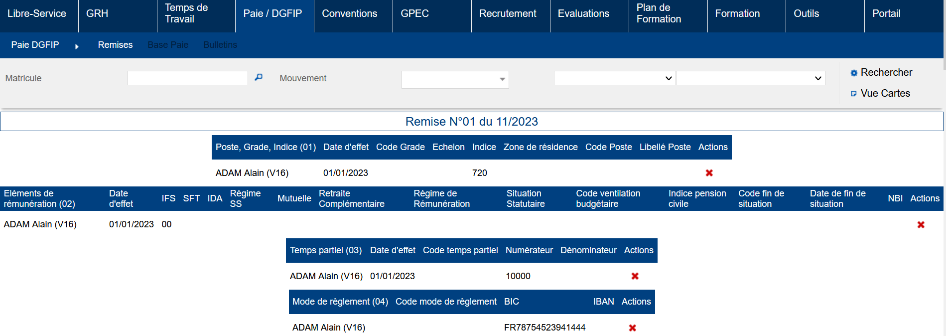 Libre-Service GRH Temps de Travail Paie / DGFIP Conventions GPEC Recrutement Evaluations Plan de Formation Formation Outils Portail
Paie DGFIP Remises Base Paie Bulletins
Matricule Mouvement Rechercher
Vue Cartes
Remise N°01 du 11/2023
Poste, Grade, Indice (01) Date d'effet Code Grade Echelon Indice Zone de résidence Code Poste Libellé Poste Actions
ADAM Alain (V16) 01/01/2023 720
Eléments de rémunération (02) Date d'effet IFS SFT IDA Régime SS Mutuelle Retraite Complémentaire Régime de Rémunération Situation Statutaire Code ventilation budgétaire Indice pension civile Code fin de situation Date de fin de situation NBI Actions
ADAM Alain (V16) 01/01/2023 00
Temps partiel (03) Date d'effet Code temps partiel Numérateur Dénominateur Actions
ADAM Alain (V16) 01/01/2023 10000
Mode de règlement (04) Code mode de règlement BIC IBAN Actions
ADAM Alain (V16) FR78754523941444